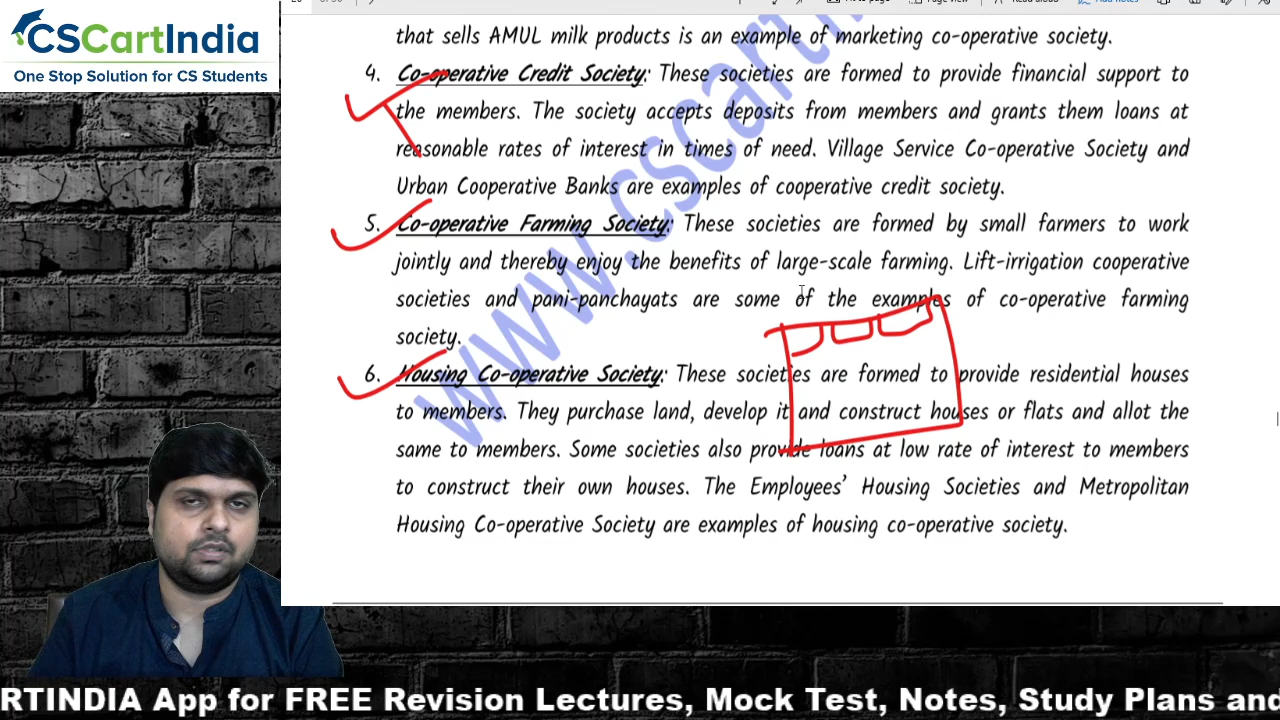 CSCartIndia
One Stop Solution for CS Students
Page view
Read aloud
Add notes
that sells AMUL milk products is an example of marketing co-operative society.
4. Co-operative Credit Society: These societies are formed to provide financial support to
the members. The society accepts deposits from members and grants them loans at
reasonable rates of interest in times of need. Village Service Co-operative Society and
Urban Cooperative Banks are examples of cooperative credit society.
5. Co-operative Farming Society: These societies are formed by small farmers to work
jointly and thereby enjoy the benefits of large-scale farming. Lift-irrigation cooperative
societies and pani-panchayats are some of the examples of co-operative farming
society.
6. Housing Co-operative Society: These societies are formed to provide residential houses
to members. They purchase land, develop it and construct houses or flats and allot the
same to members. Some societies also provide loans at low rate of interest to members
to construct their own houses. The Employees’ Housing Societies and Metropolitan
Housing Co-operative Society are examples of housing co-operative society.
www.cscart
RTINDIA App for FREE Revision Lectures, Mock Test, Notes, Study Plans and